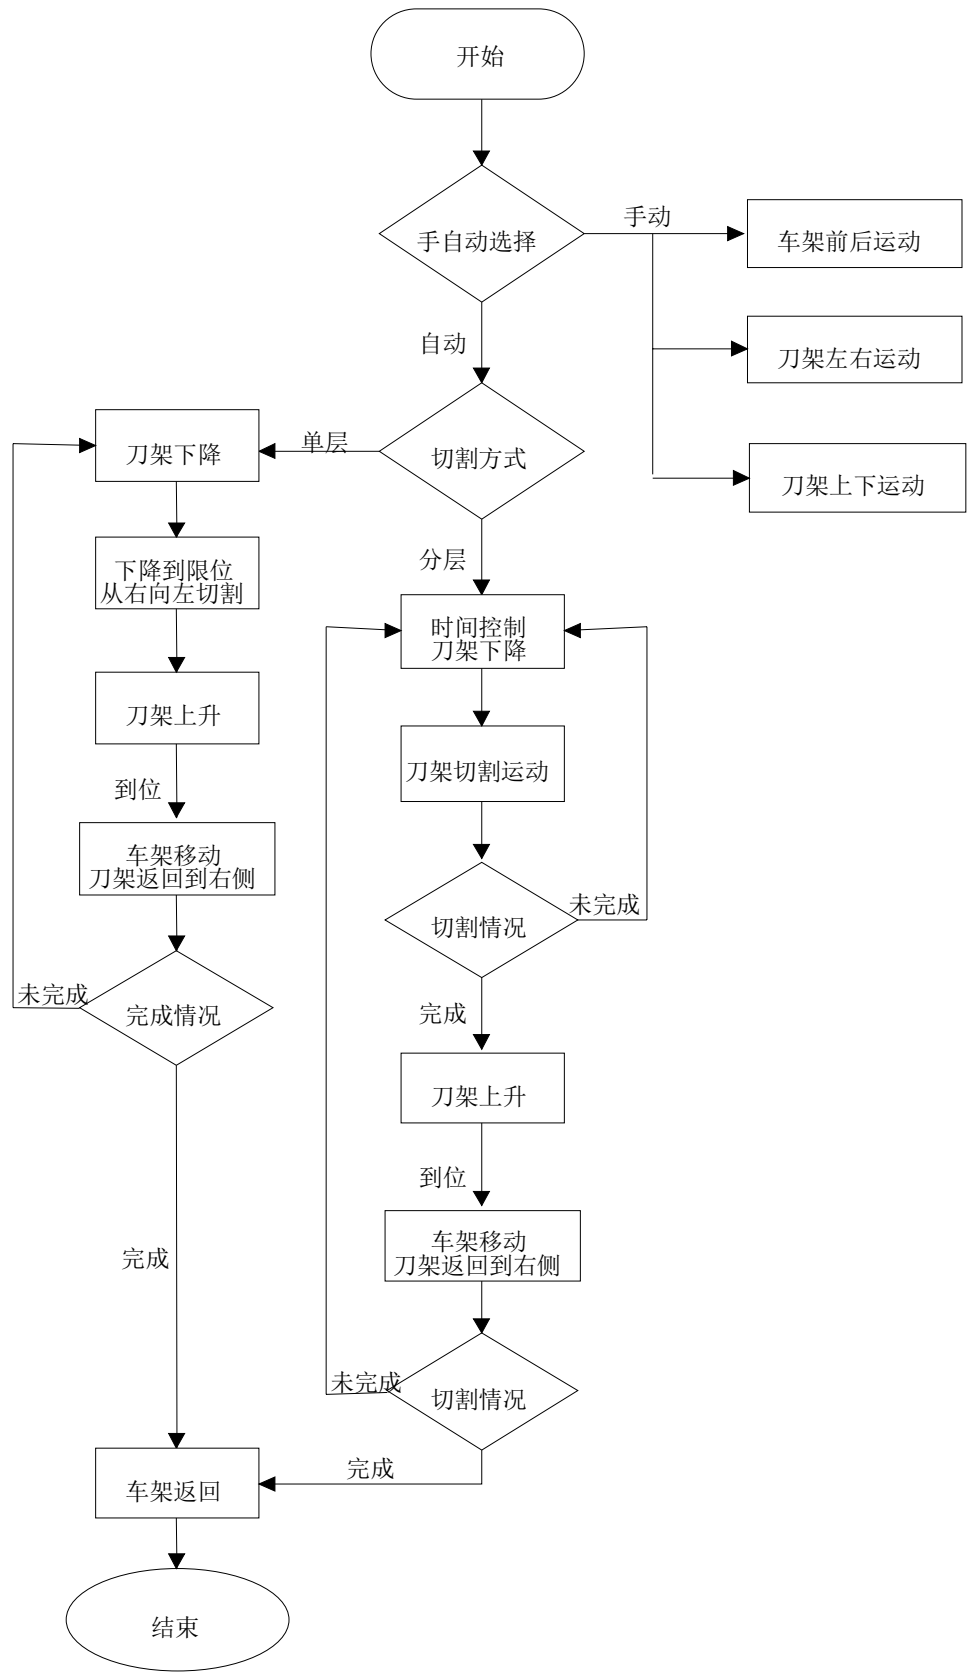 开始
手自动选择
手动
车架前后运动
自动
刀架左右运动
刀架下降
单层
切割方式
刀架上下运动
下降到限位
从右向左切割
分层
时间控制
刀架下降
刀架上升
刀架切割运动
到位
车架移动
刀架返回到右侧
切割情况
未完成
未完成
完成情况
完成
刀架上升
到位
车架移动
刀架返回到右侧
完成
未完成
切割情况
完成
车架返回
结束